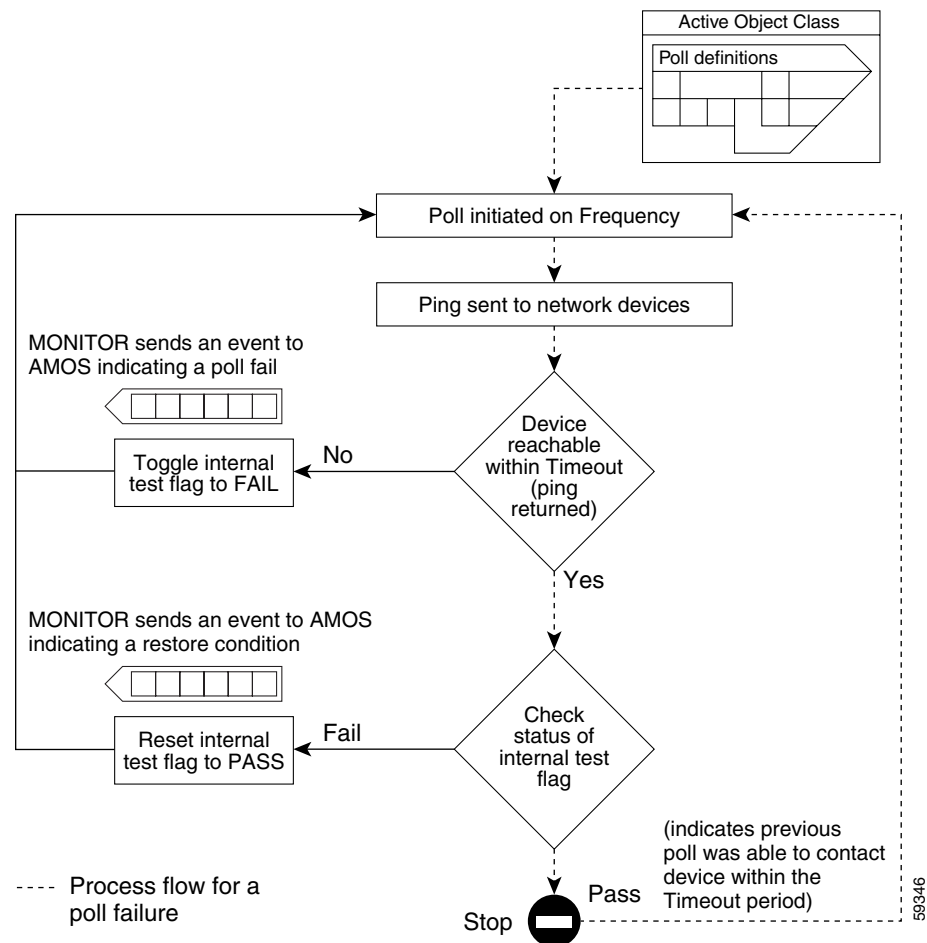 Active Object Class
Poll definitions
Poll initiated on Frequency
Ping sent to network devices
MONITOR sends an event to
AMOS indicating a poll fail
Device
reachable
within Timeout
(ping
returned)
No
Toggle internal
test flag to FAIL
Yes
MONITOR sends an event to AMOS
indicating a restore condition
Check
status of
internal test
flag
Fail
Reset internal
test flag to PASS
(indicates previous
poll was able to contact
device within the
Timeout period)
Pass
Stop
Process flow for a
poll failure
59346